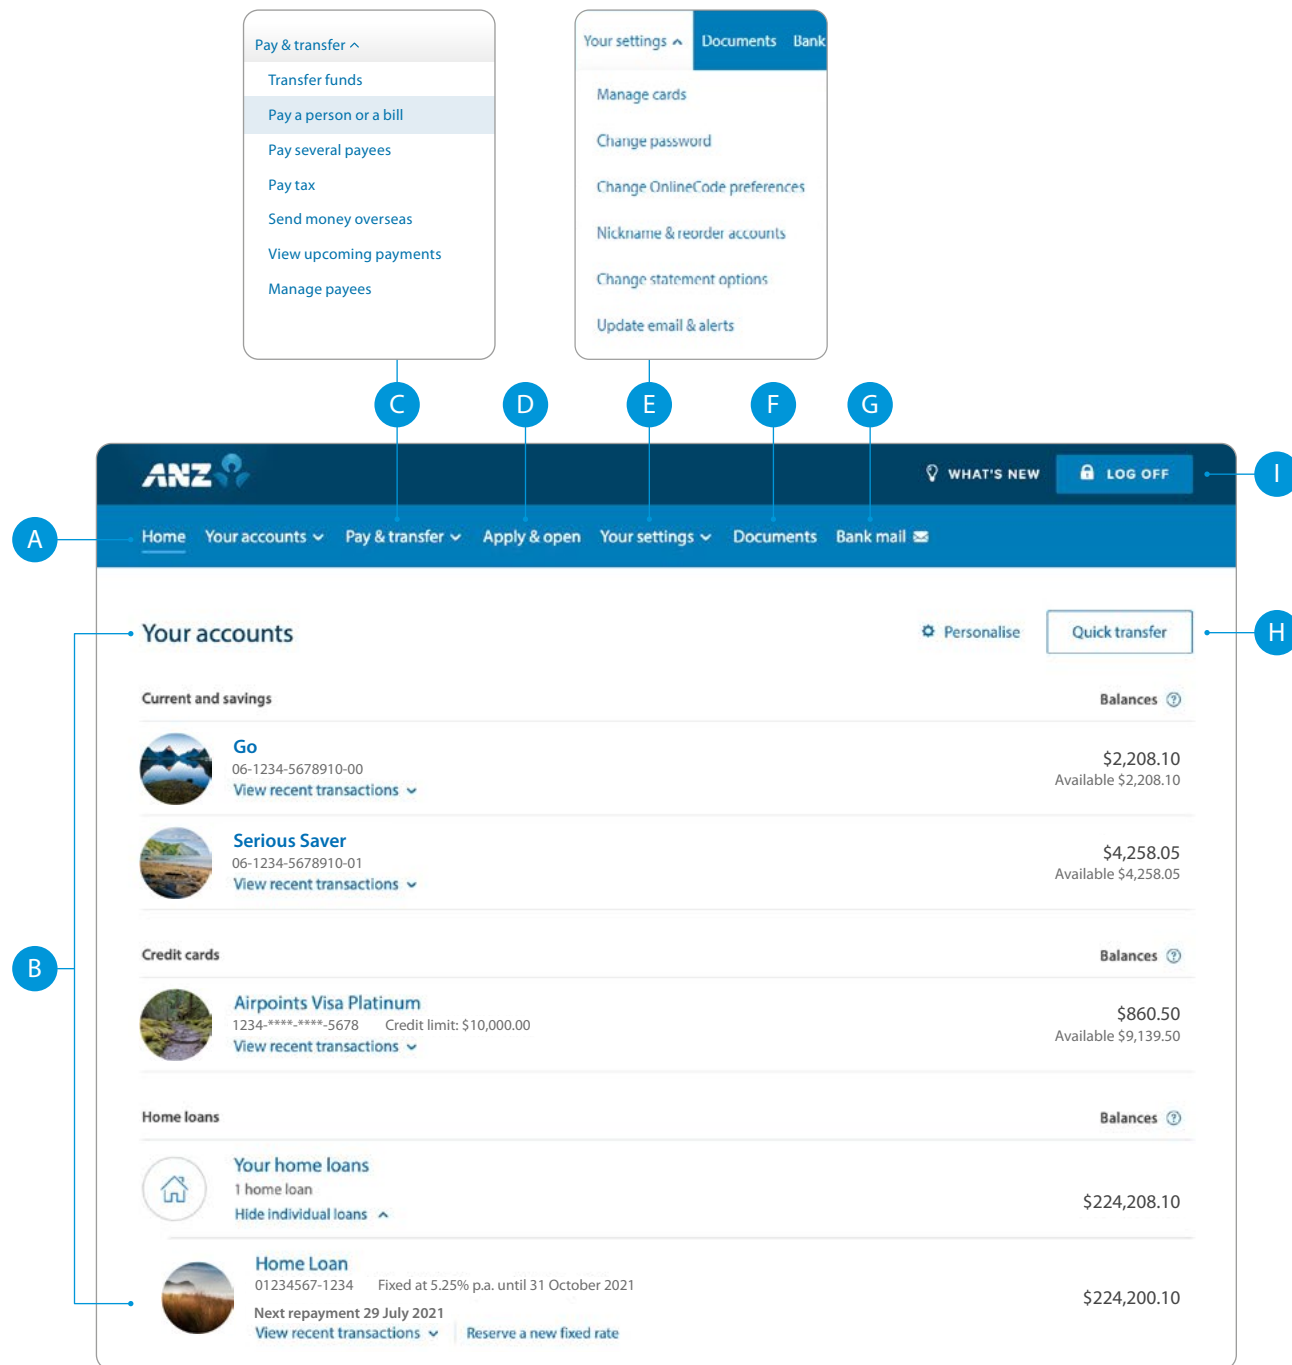 Pay & transfer
Transfer funds
Pay a person or a bill
Pay several payees
Pay tax
Send money overseas
View upcoming payments
Manage payees
Your settings Documents Bank
Manage cards
Change password
Change OnlineCode preferences
Nickname & reorder accounts
Change statement options
Update email & alerts
C D E F G
ANZ WHAT'S NEW LOG OFF I
A Home Your accounts Pay & transfer Apply & open Your settings Documents Bank mail
Your accounts Personalise Quick transfer H
Current and savings Balances ?
Go
06-1234-5678910-00
View recent transactions
$2,208.10
Available $2,208.10
Serious Saver
06-1234-5678910-01
View recent transactions
$4,258.05
Available $4,258.05
B
Credit cards Balances ?
Airpoints Visa Platinum
1234-****-****-5678 Credit limit: $10,000.00
View recent transactions
$860.50
Available $9,139.50
Home loans Balances ?
Your home loans
1 home loan
Hide individual loans
$224,208.10
Home Loan
01234567-1234 Fixed at 5.25% p.a. until 31 October 2021
Next repayment 29 July 2021
View recent transactions Reserve a new fixed rate
$224,200.10